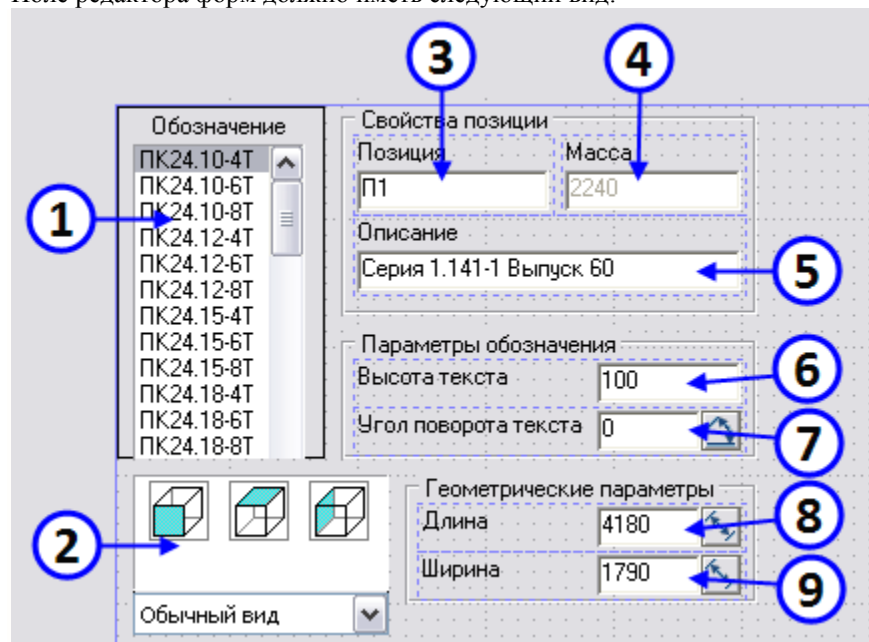 Поле редактора форм должно иметь следующий вид:
3
4
Обозначение
ПК24.10-4Т
ПК24.10-6Т
ПК24.10-8Т
ПК24.12-4Т
ПК24.12-6Т
ПК24.12-8Т
ПК24.15-4Т
ПК24.15-6Т
ПК24.15-8Т
ПК24.18-4Т
ПК24.18-6Т
ПК24.18-8Т
1
Свойства позиции
Позиция
Масса
П1
2240
Описание
Серия 1.141-1 Выпуск 60
5
Параметры обозначения
Высота текста
100
6
Угол поворота текста
0
7
2
Обычный вид
Геометрические параметры
Длина
4180
8
Ширина
1790
9